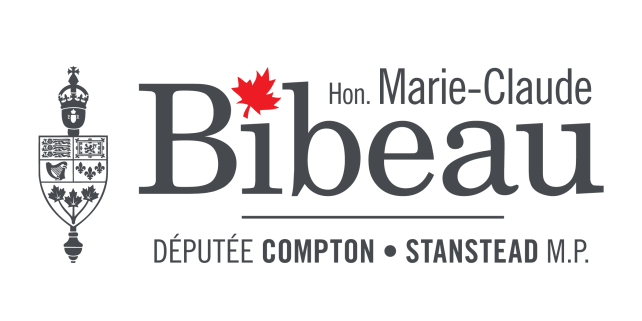 Hon. Marie-Claude
Bibeau
DÉPUTÉE COMPTON • STANSTEAD M.P.